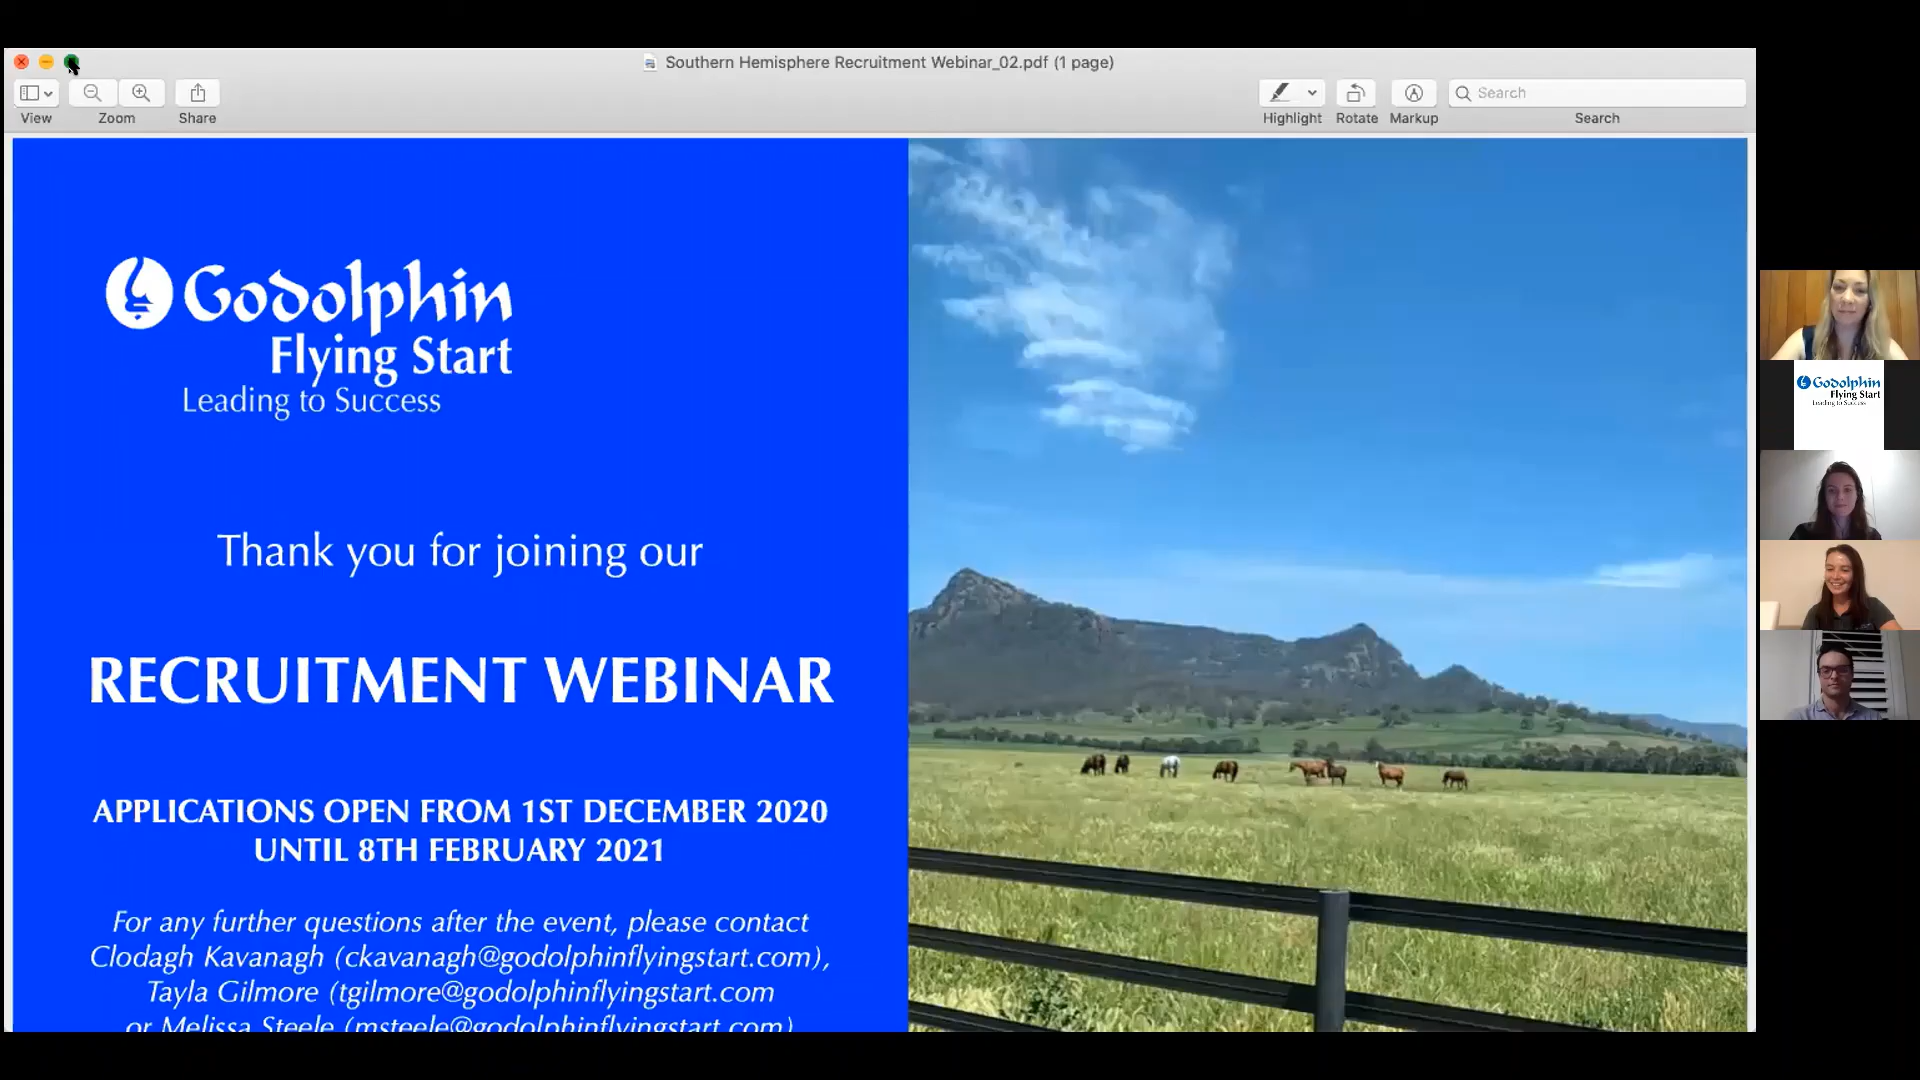 Southern Hemisphere Recruitment Webinar_02.pdf (1 page)
View
Zoom
Share
Highlight
Rotate
Markup
Search
Search
Godolphin
Flying Start
Leading to Success
Thank you for joining our
RECRUITMENT WEBINAR
APPLICATIONS OPEN FROM 1ST DECEMBER 2020
UNTIL 8TH FEBRUARY 2021
For any further questions after the event, please contact
Clodagh Kavanagh (ckavanagh@godolphinflyingstart.com),
Tayla Gilmore (tgilmore@godolphinflyingstart.com
or Melissa Steele (msteele@godolphinflyingstart.com)
Godolphin
Flying Start
Leading to Success